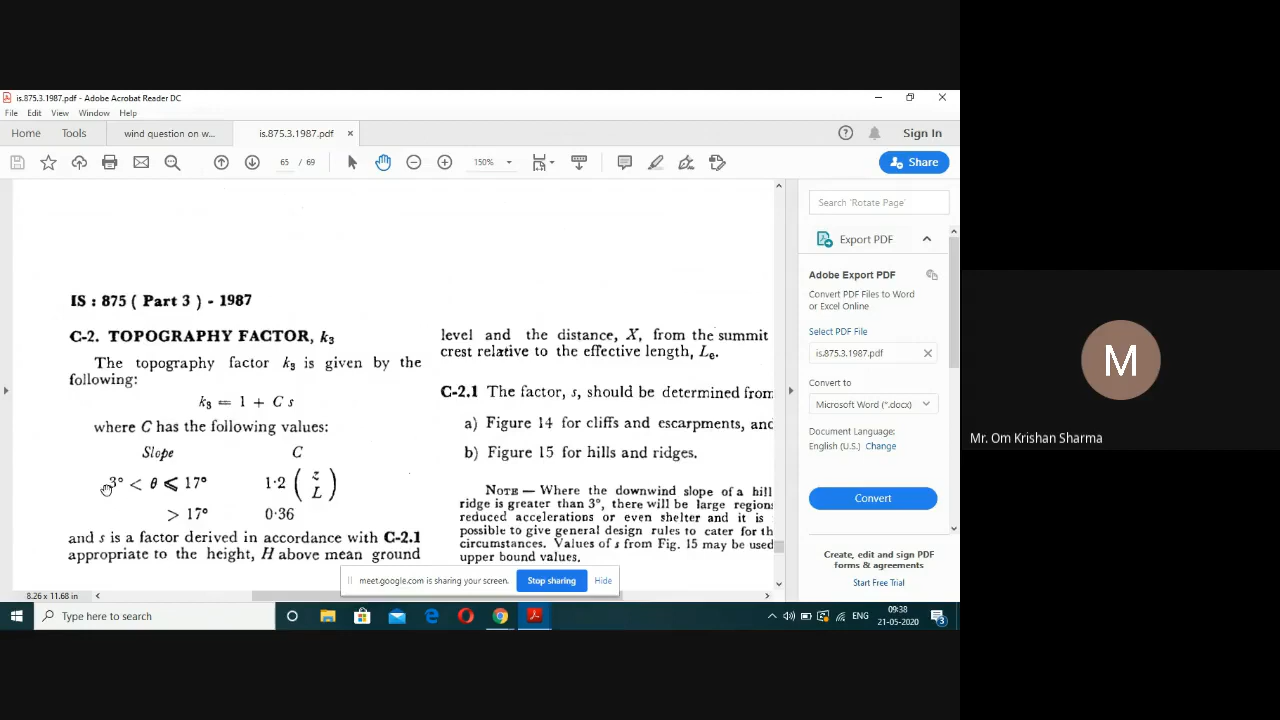 is.875.3.1987.pdf - Adobe Acrobat Reader DC
File Edit View Window Help
Home Tools wind question on w... is.875.3.1987.pdf × Sign In
65 / 69 150% Share
IS : 875 ( Part 3 ) - 1987
C-2. TOPOGRAPHY FACTOR, k₃
The topography factor k₃ is given by the
following:
k₃ = 1 + C s
where C has the following values:
Slope C
3° < θ ⩽ 17° 1·2 ( z / L )
> 17° 0·36
and s is a factor derived in accordance with C-2.1
appropriate to the height, H above mean ground
level and the distance, X, from the summit
crest relative to the effective length, Lₑ.
C-2.1 The factor, s, should be determined from
a) Figure 14 for cliffs and escarpments, and
b) Figure 15 for hills and ridges.
NOTE — Where the downwind slope of a hill
ridge is greater than 3°, there will be large regions
reduced accelerations or even shelter and it is
possible to give general design rules to cater for th
circumstances. Values of s from Fig. 15 may be used
upper bound values.
8.26 x 11.68 in
Search 'Rotate Page'
Export PDF
Adobe Export PDF
Convert PDF Files to Word
or Excel Online
Select PDF File
is.875.3.1987.pdf ×
Convert to
Microsoft Word (*.docx)
Document Language:
English (U.S.) Change
Convert
Create, edit and sign PDF
forms & agreements
Start Free Trial
meet.google.com is sharing your screen. Stop sharing Hide
Type here to search
ENG
09:38
21-05-2020
3
M
Mr. Om Krishan Sharma